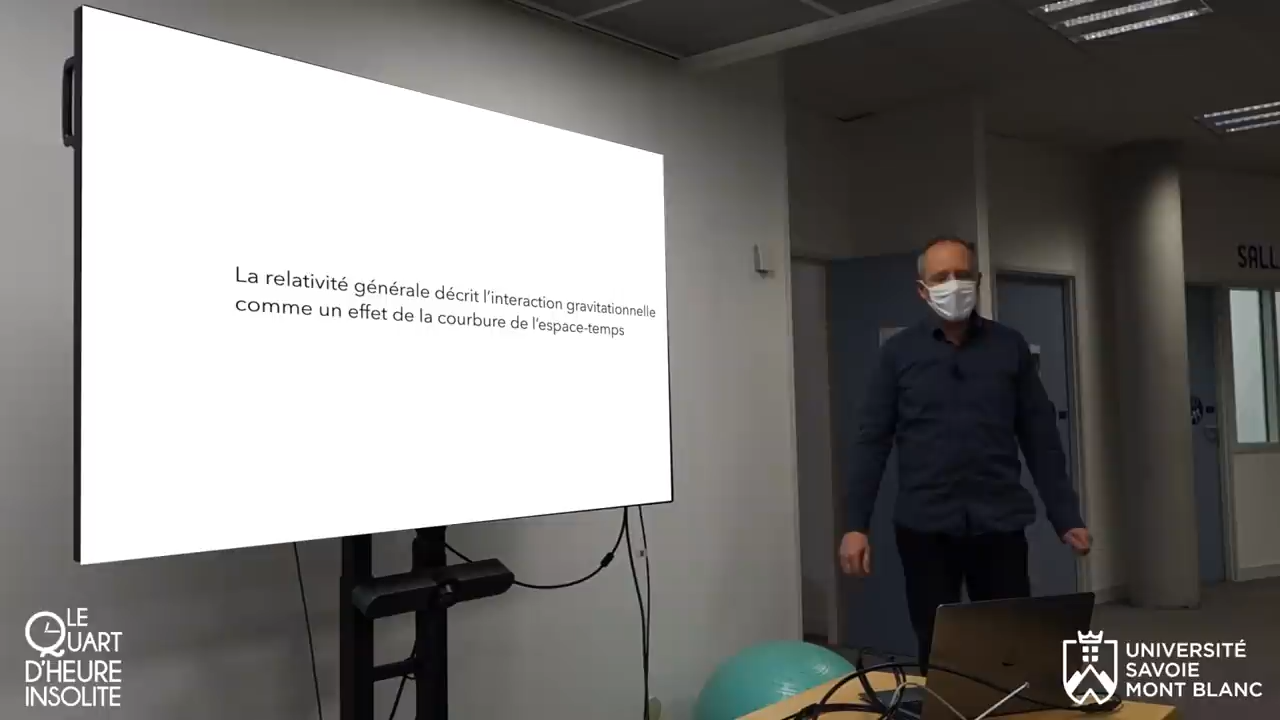 La relativité générale décrit l'interaction gravitationnelle
comme un effet de la courbure de l'espace-temps
SALL
LE
QUART
D'HEURE
INSOLITE
UNIVERSITÉ
SAVOIE
MONT BLANC